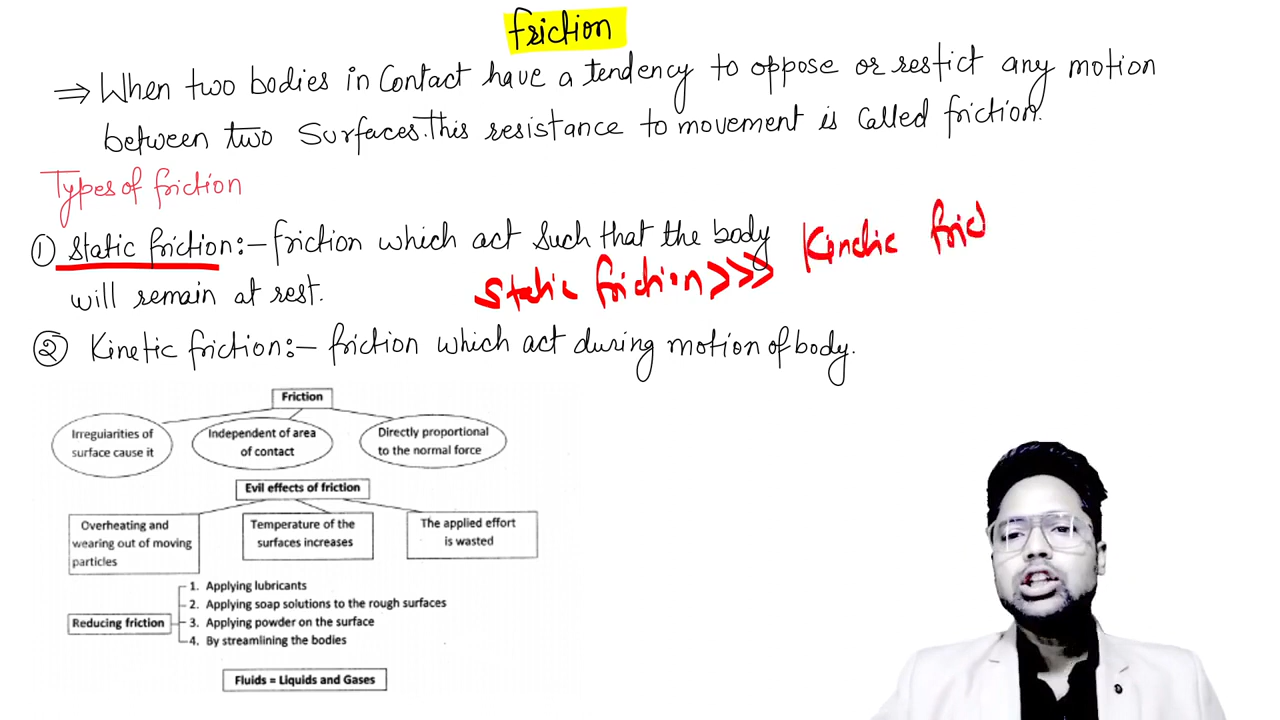 friction
⇒ When two bodies in Contact have a tendency to oppose or restict any motion
between two Surfaces.This resistance to movement is called friction.
Types of friction
① Static friction:- friction which act Such that the body
will remain at rest.
Static friction >>> Kinetic fric
② Kinetic friction:- friction which act during motion of body.
Friction
Irregularities of
surface cause it
Independent of area
of contact
Directly proportional
to the normal force
Evil effects of friction
Overheating and
wearing out of moving
particles
Temperature of the
surfaces increases
The applied effort
is wasted
Reducing friction
1. Applying lubricants
2. Applying soap solutions to the rough surfaces
3. Applying powder on the surface
4. By streamlining the bodies
Fluids = Liquids and Gases